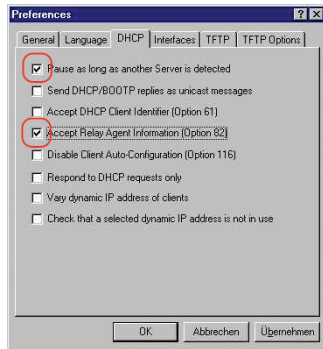 Preferences
General Language DHCP Interfaces TFTP TFTP Options
Pause as long as another Server is detected
Send DHCP/BOOTP replies as unicast messages
Accept DHCP Client Identifier (Option 61)
Accept Relay Agent Information (Option 82)
Disable Client Auto-Configuration (Option 116)
Respond to DHCP requests only
Vary dynamic IP address of clients
Check that a selected dynamic IP address is not in use
OK Abbrechen Übernehmen